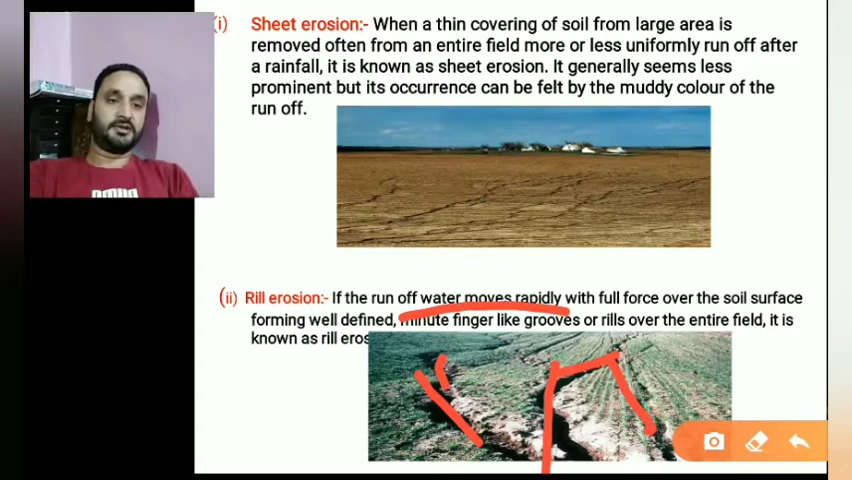 (i) Sheet erosion:- When a thin covering of soil from large area is
removed often from an entire field more or less uniformly run off after
a rainfall, it is known as sheet erosion. It generally seems less
prominent but its occurrence can be felt by the muddy colour of the
run off.
(ii) Rill erosion:- If the run off water moves rapidly with full force over the soil surface
forming well defined, minute finger like grooves or rills over the entire field, it is
known as rill eros